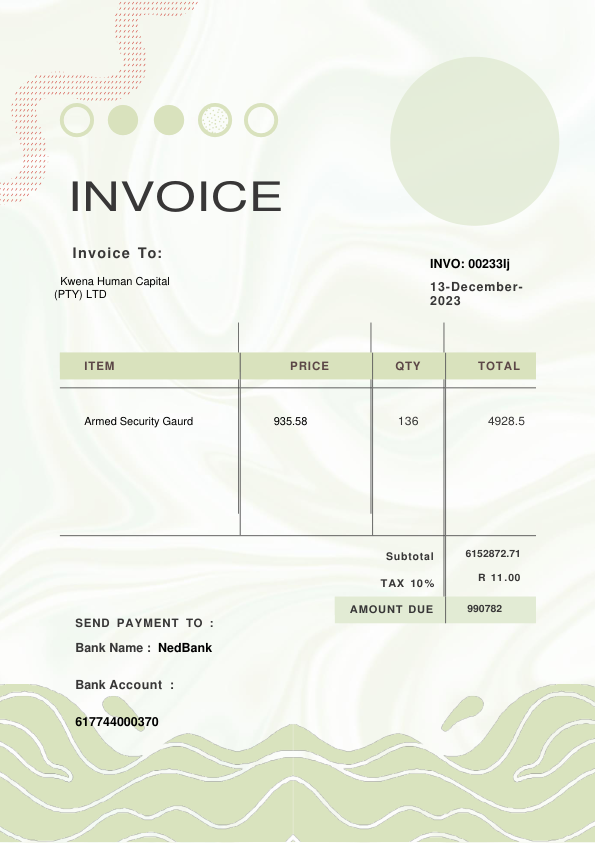 INVOICE
Invoice To:
Kwena Human Capital
(PTY) LTD
INVO: 00233lj
13-December-
2023
ITEM PRICE QTY TOTAL
Armed Security Gaurd 935.58 136 4928.5
Subtotal 6152872.71
TAX 10% R 11.00
AMOUNT DUE 990782
SEND PAYMENT TO :
Bank Name : NedBank
Bank Account :
617744000370